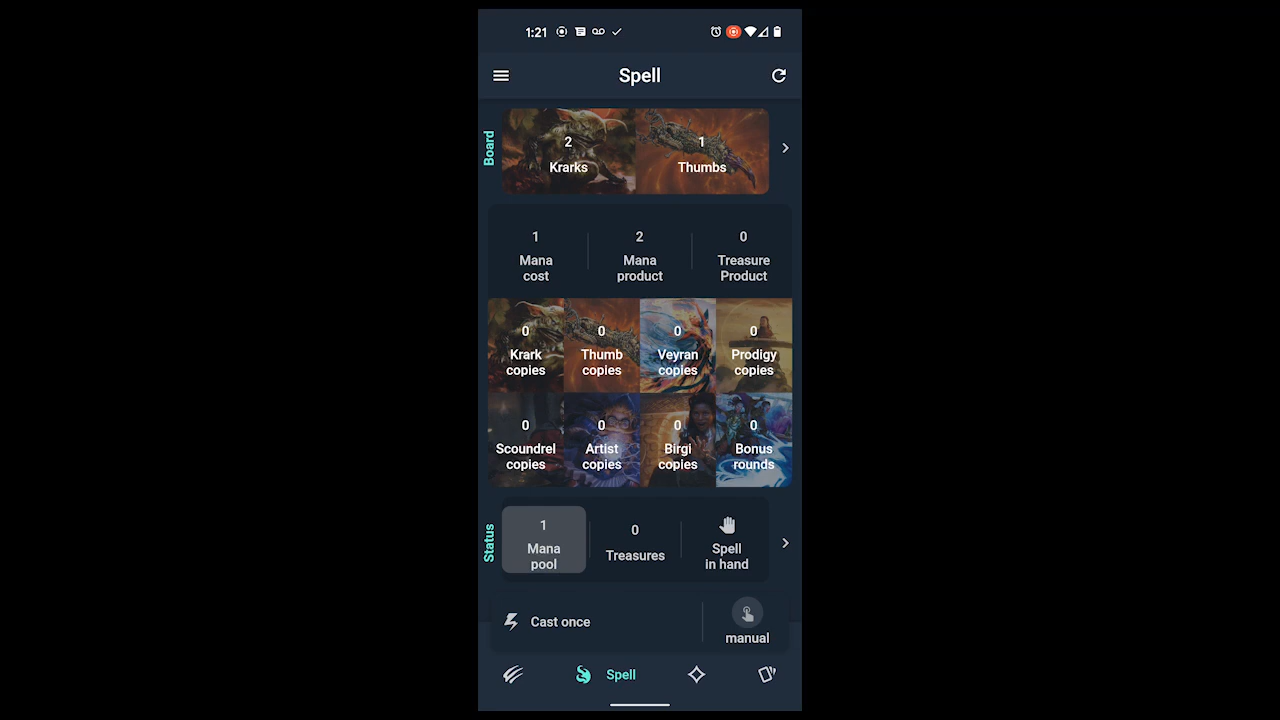 1:21
Spell
Board
2
Krarks
1
Thumbs
1
Mana
cost
2
Mana
product
0
Treasure
Product
0
Krark
copies
0
Thumb
copies
0
Veyran
copies
0
Prodigy
copies
0
Scoundrel
copies
0
Artist
copies
0
Birgi
copies
0
Bonus
rounds
Status
1
Mana
pool
0
Treasures
Spell
in hand
Cast once
manual
Spell